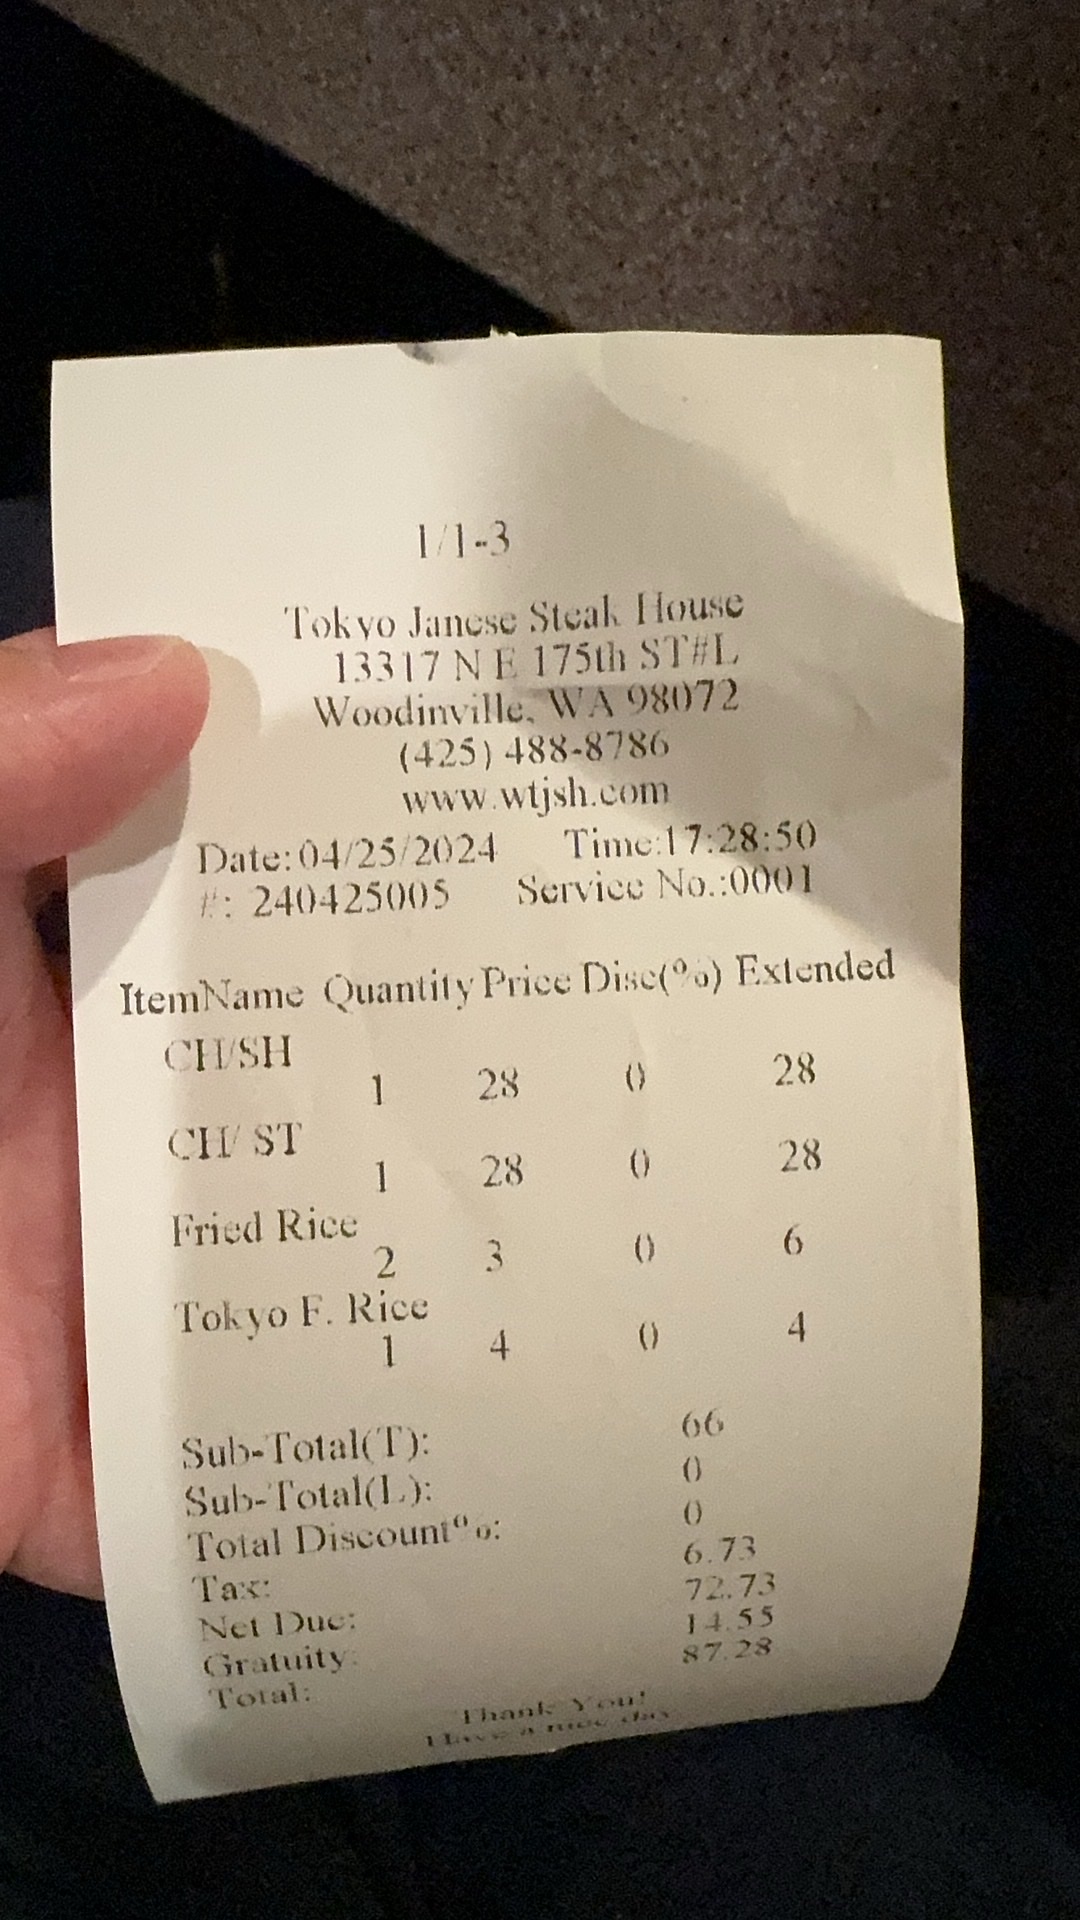 1/1-3
Tokyo Janese Steak House
13317 N E 175th ST#L
Woodinville, WA 98072
(425) 488-8786
www.wtjsh.com
Date:04/25/2024 Time:17:28:50
#: 240425005 Service No.:0001
ItemName Quantity Price Disc(%) Extended
CH/SH
1 28 0 28
CH/ ST
1 28 0 28
Fried Rice
2 3 0 6
Tokyo F. Rice
1 4 0 4
Sub-Total(T): 66
Sub-Total(L): 0
Total Discount%: 0
Tax: 6.73
Net Due: 72.73
Gratuity: 14.55
Total: 87.28
Thank You!
Have a nice day